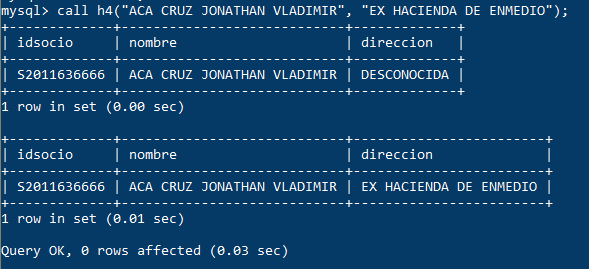 mysql> call h4("ACA CRUZ JONATHAN VLADIMIR", "EX HACIENDA DE ENMEDIO");
+-------------+----------------------------+-------------+
| idsocio     | nombre                     | direccion   |
+-------------+----------------------------+-------------+
| S2011636666 | ACA CRUZ JONATHAN VLADIMIR | DESCONOCIDA |
+-------------+----------------------------+-------------+
1 row in set (0.00 sec)

+-------------+----------------------------+------------------------+
| idsocio     | nombre                     | direccion              |
+-------------+----------------------------+------------------------+
| S2011636666 | ACA CRUZ JONATHAN VLADIMIR | EX HACIENDA DE ENMEDIO |
+-------------+----------------------------+------------------------+
1 row in set (0.01 sec)

Query OK, 0 rows affected (0.03 sec)